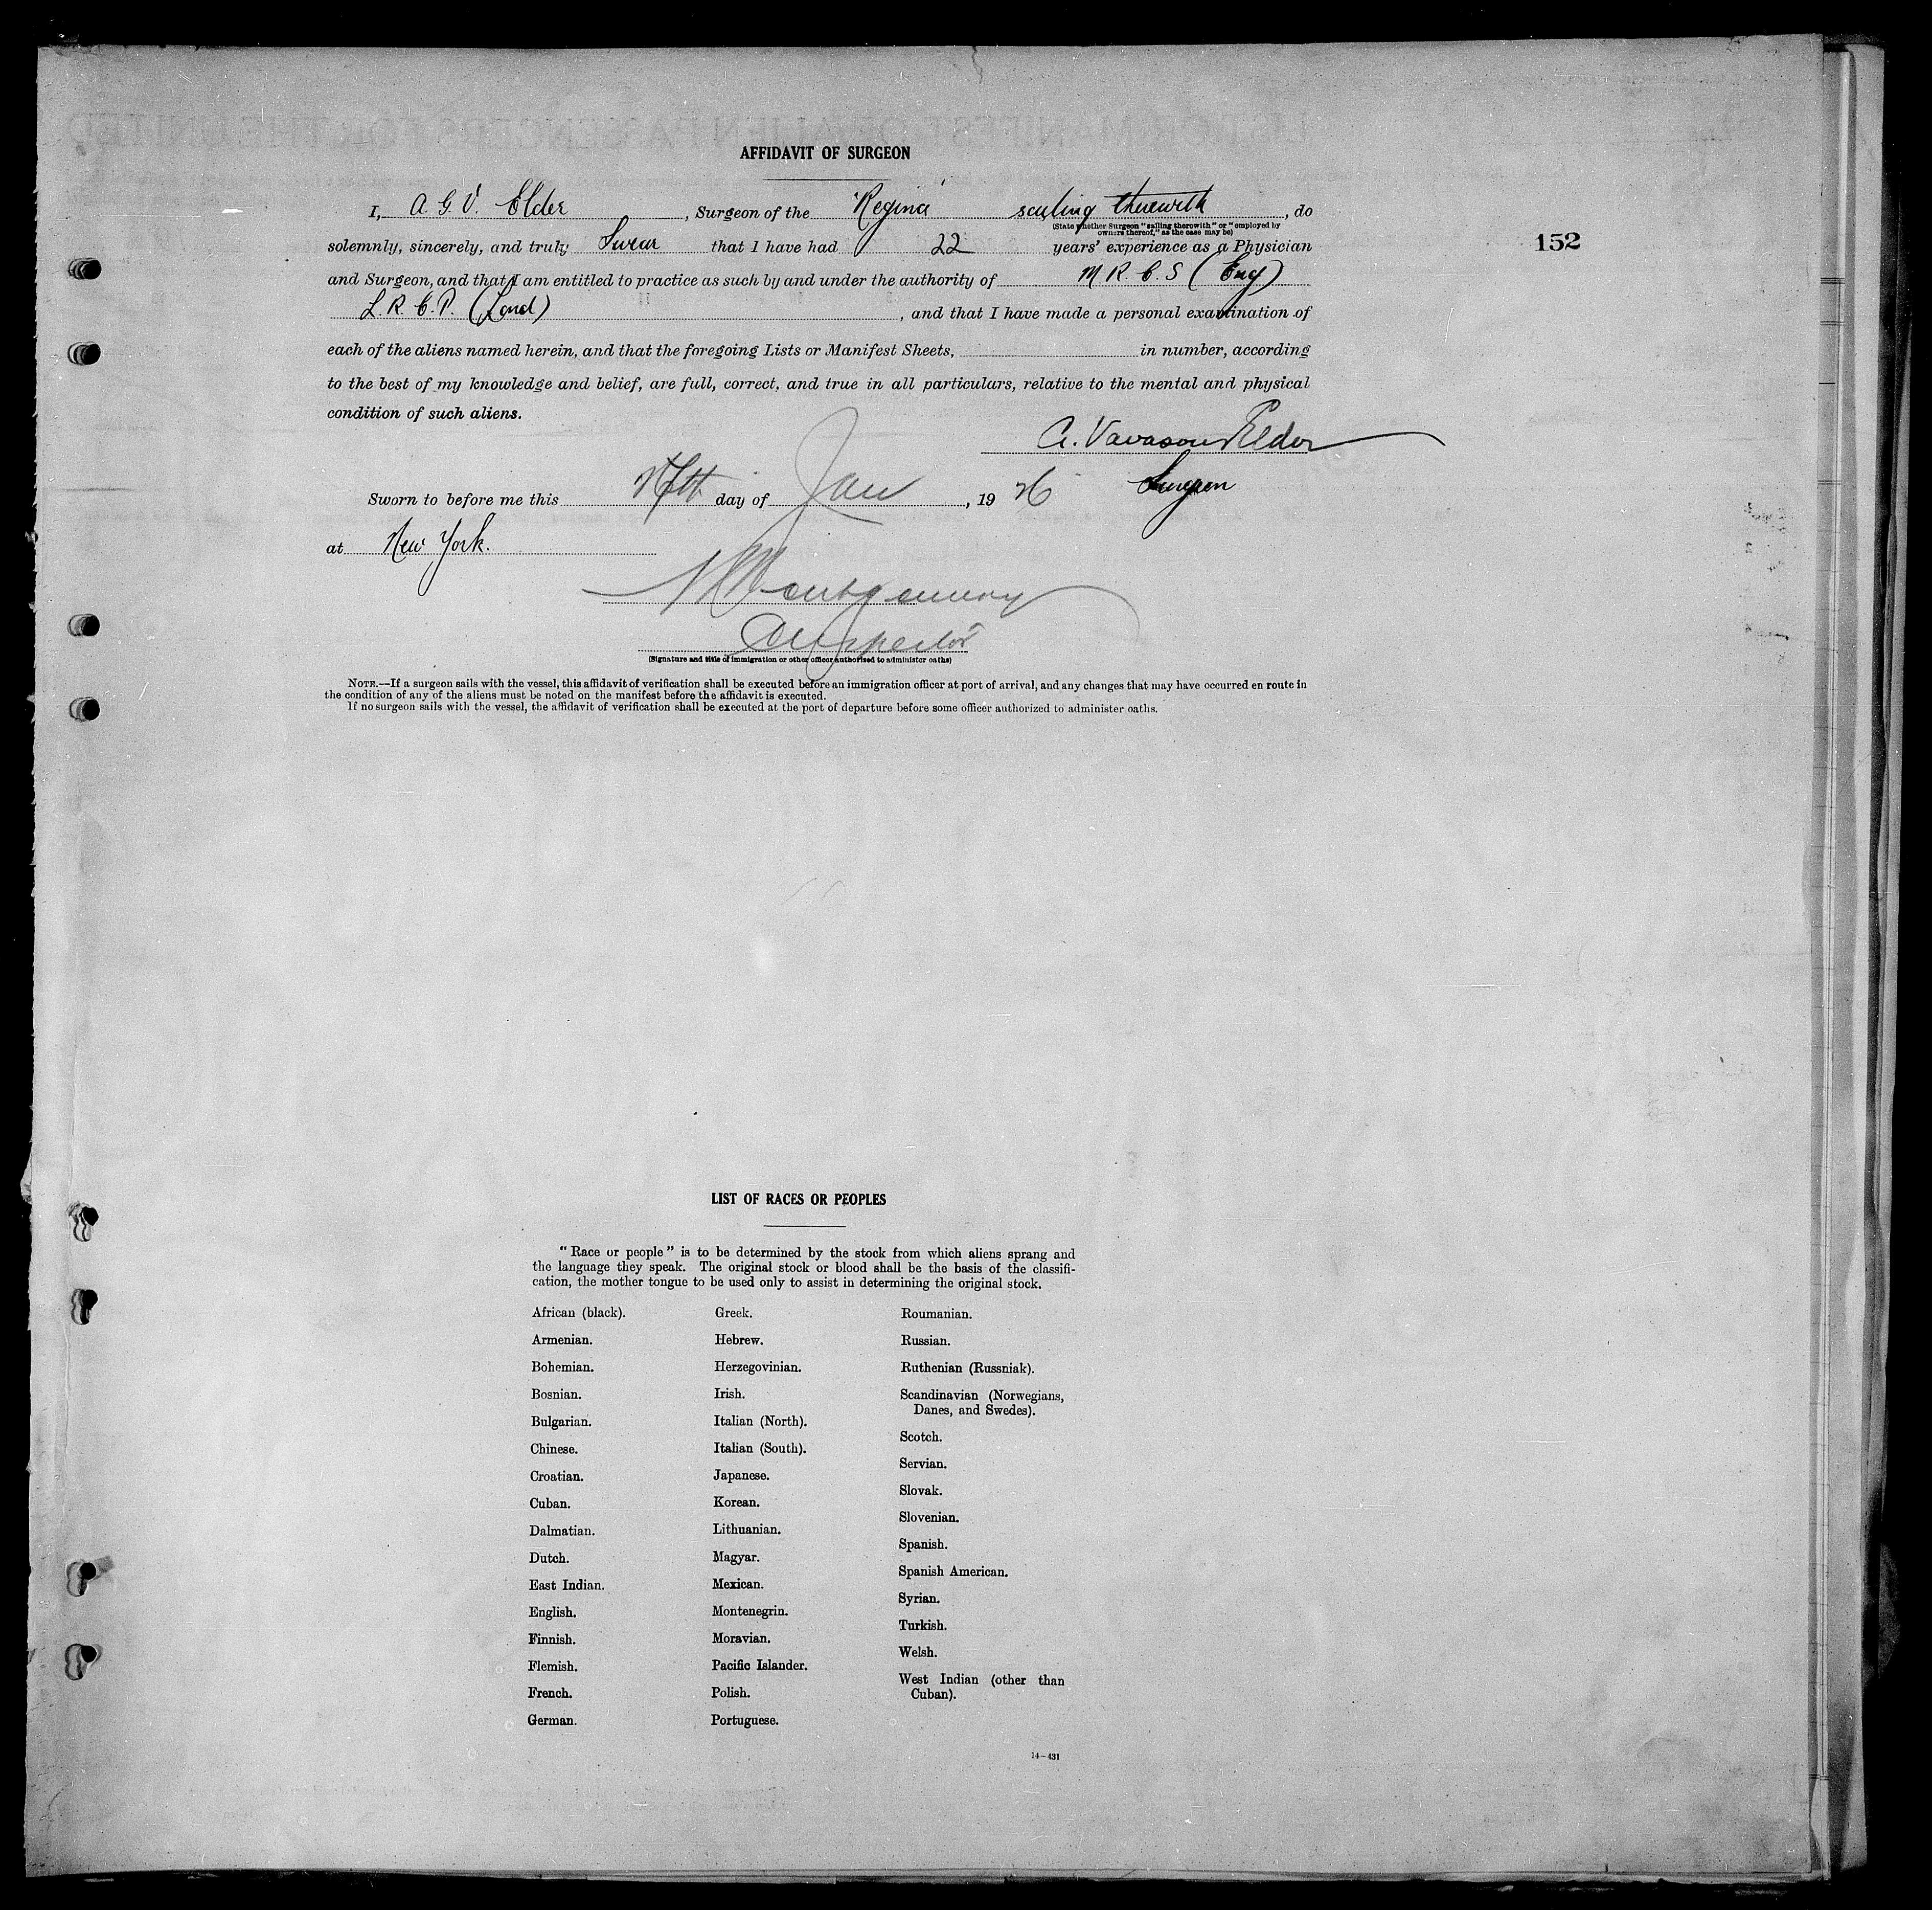 AFFIDAVIT OF SURGEON
I, A. G. V. Elder, Surgeon of the "Regina" sailing therewith, do
(State whether Surgeon "sailing therewith" or "employed by
owners thereof," as the case may be)
solemnly, sincerely, and truly Swear that I have had 22 years' experience as a Physician
152
and Surgeon, and that I am entitled to practice as such by and under the authority of M R. C. S (Eng)
L. R. C. P. (Lond), and that I have made a personal examination of
each of the aliens named herein, and that the foregoing Lists or Manifest Sheets, in number, according
to the best of my knowledge and belief, are full, correct, and true in all particulars, relative to the mental and physical
condition of such aliens.
A. Vavasour Elder
Surgeon
Sworn to before me this day of Jan, 19 26
at New York.
Montgomery
Inspector
(Signature and title of immigration or other officer authorized to administer oaths)
NOTE.—If a surgeon sails with the vessel, this affidavit of verification shall be executed before an immigration officer at port of arrival, and any changes that may have occurred en route in
the condition of any of the aliens must be noted on the manifest before the affidavit is executed.
If no surgeon sails with the vessel, the affidavit of verification shall be executed at the port of departure before some officer authorized to administer oaths.
LIST OF RACES OR PEOPLES
"Race or people" is to be determined by the stock from which aliens sprang and
the language they speak. The original stock or blood shall be the basis of the classifi-
cation, the mother tongue to be used only to assist in determining the original stock.
African (black).
Armenian.
Bohemian.
Bosnian.
Bulgarian.
Chinese.
Croatian.
Cuban.
Dalmatian.
Dutch.
East Indian.
English.
Finnish.
Flemish.
French.
German.
Greek.
Hebrew.
Herzegovinian.
Irish.
Italian (North).
Italian (South).
Japanese.
Korean.
Lithuanian.
Magyar.
Mexican.
Montenegrin.
Moravian.
Pacific Islander.
Polish.
Portuguese.
Roumanian.
Russian.
Ruthenian (Russniak).
Scandinavian (Norwegians,
Danes, and Swedes).
Scotch.
Servian.
Slovak.
Slovenian.
Spanish.
Spanish American.
Syrian.
Turkish.
Welsh.
West Indian (other than
Cuban).
14—431